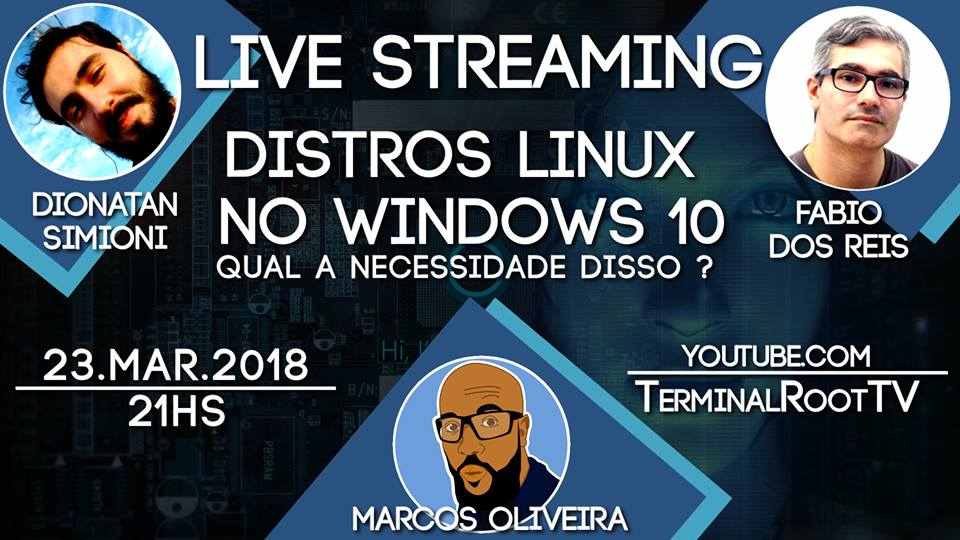 LIVE STREAMING
DISTROS LINUX
NO WINDOWS 10
QUAL A NECESSIDADE DISSO ?
DIONATAN
SIMIONI
FABIO
DOS REIS
23.MAR.2018
21HS
YOUTUBE.COM
TERMINALROOTTV
MARCOS OLIVEIRA